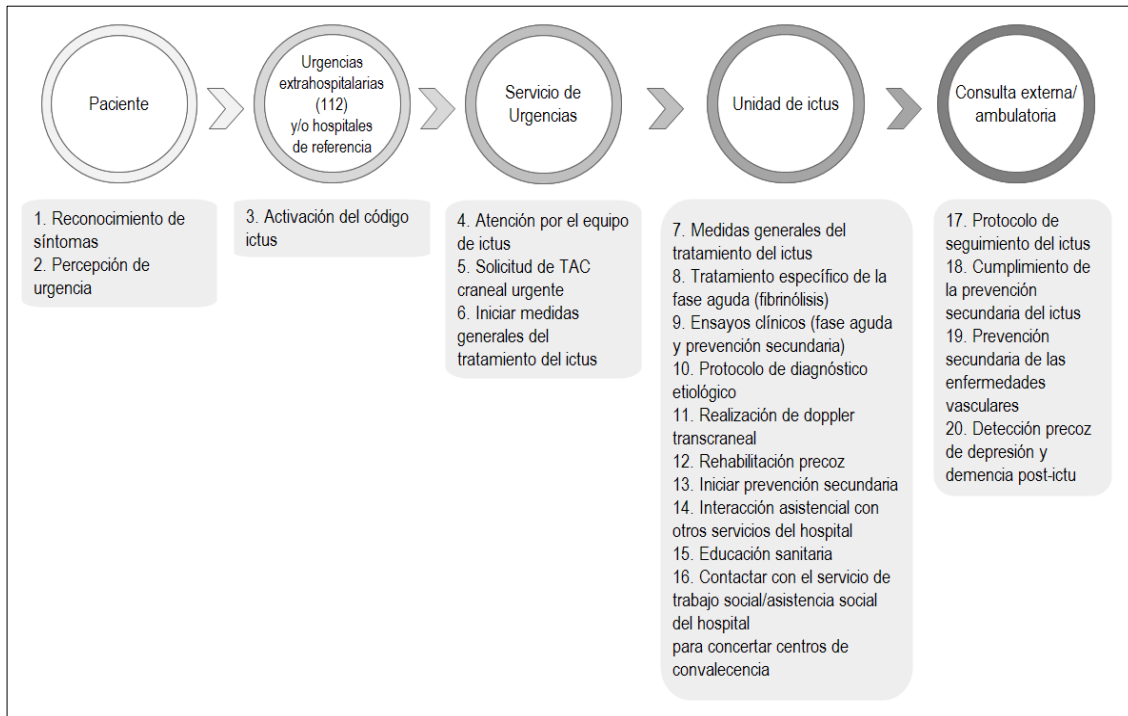 Paciente
Urgencias
extrahospitalarias
(112)
y/o hospitales
de referencia
Servicio de
Urgencias
Unidad de ictus
Consulta externa/
ambulatoria
1. Reconocimiento de
síntomas
2. Percepción de
urgencia
3. Activación del código
ictus
4. Atención por el equipo
de ictus
5. Solicitud de TAC
craneal urgente
6. Iniciar medidas
generales del
tratamiento del ictus
7. Medidas generales del
tratamiento del ictus
8. Tratamiento específico de la
fase aguda (fibrinólisis)
9. Ensayos clínicos (fase aguda
y prevención secundaria)
10. Protocolo de diagnóstico
etiológico
11. Realización de doppler
transcraneal
12. Rehabilitación precoz
13. Iniciar prevención secundaria
14. Interacción asistencial con
otros servicios del hospital
15. Educación sanitaria
16. Contactar con el servicio de
trabajo social/asistencia social
del hospital
para concertar centros de
convalecencia
17. Protocolo de
seguimiento del ictus
18. Cumplimiento de
la prevención
secundaria del ictus
19. Prevención
secundaria de las
enfermedades
vasculares
20. Detección precoz
de depresión y
demencia post-ictu